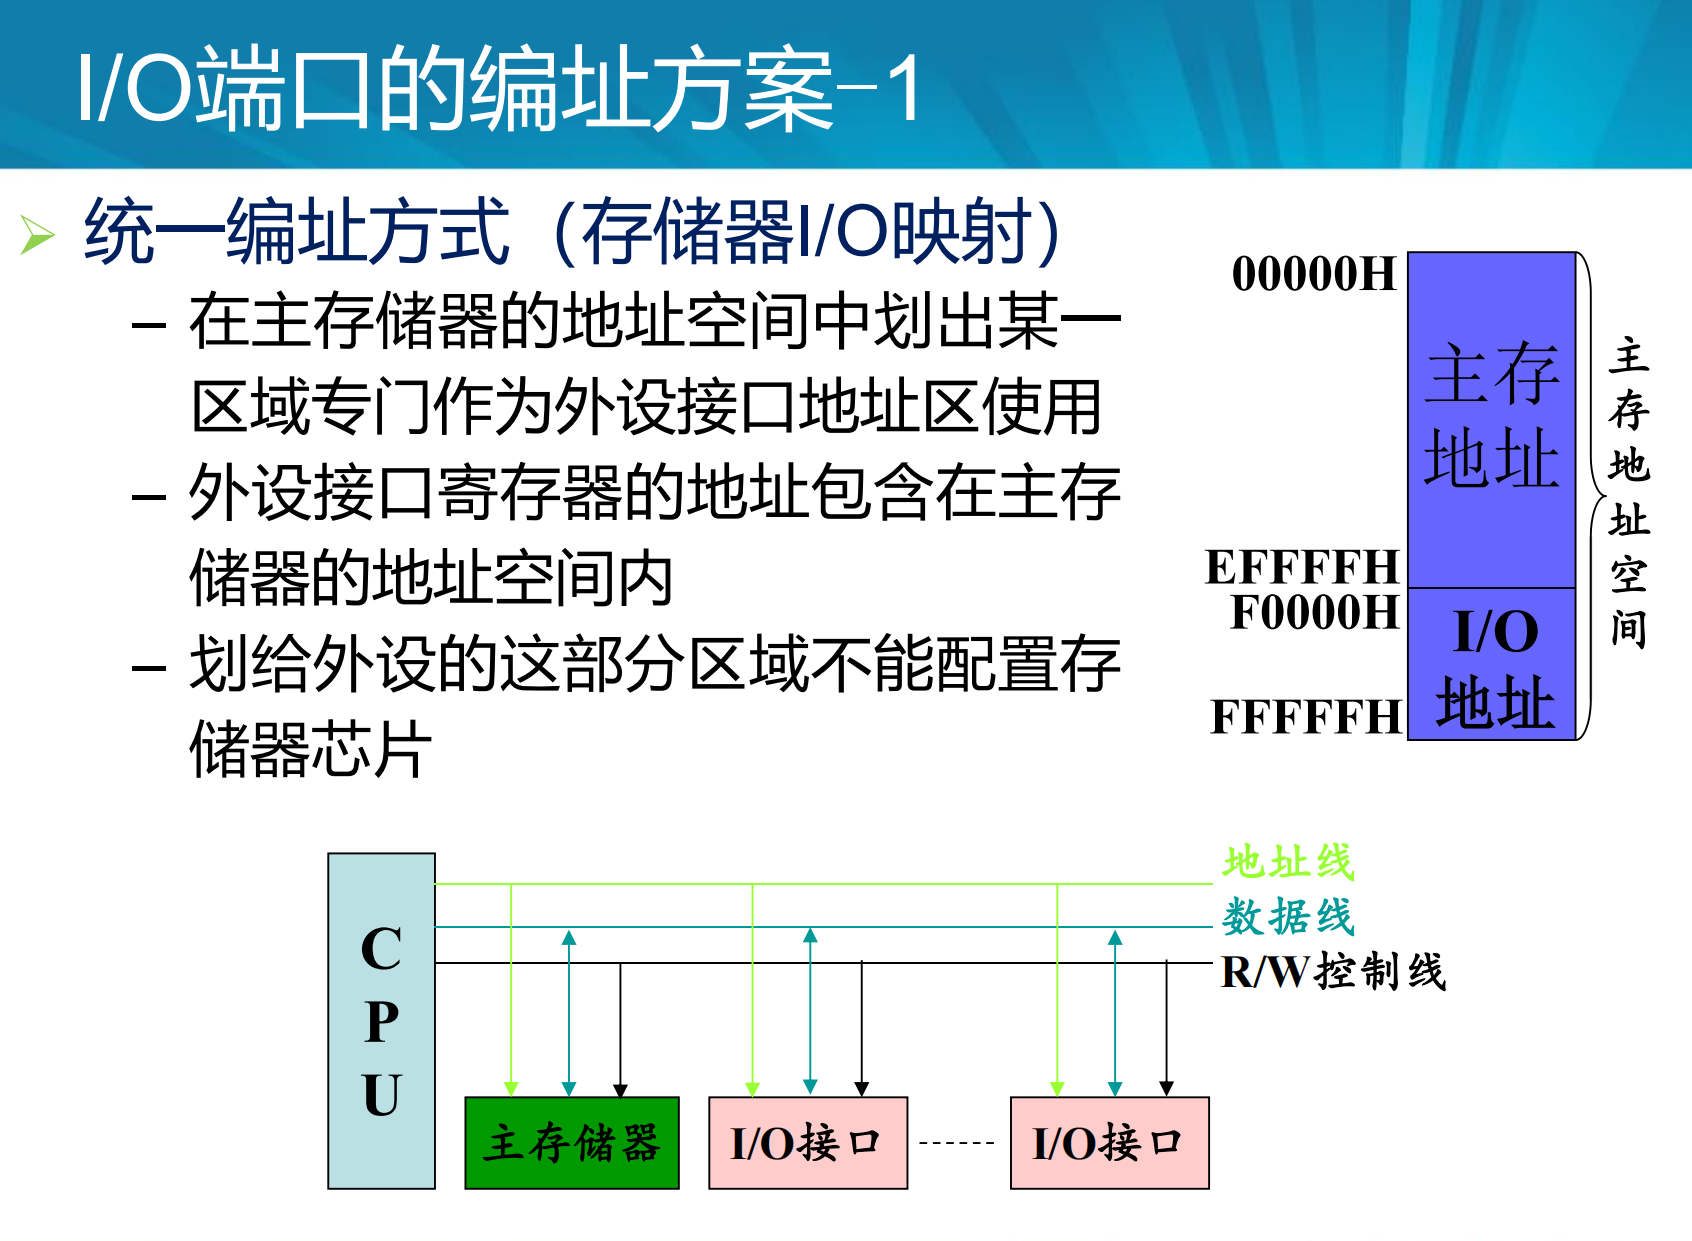 I/O端口的编址方案–1
统一编址方式（存储器I/O映射）
– 在主存储器的地址空间中划出某一
区域专门作为外设接口地址区使用
– 外设接口寄存器的地址包含在主存
储器的地址空间内
– 划给外设的这部分区域不能配置存
储器芯片
00000H
主存
地址
EFFFFH
F0000H
I/O
地址
FFFFFH
主
存
地
址
空
间
地址线
数据线
R/W控制线
C
P
U
主存储器
I/O接口
I/O接口